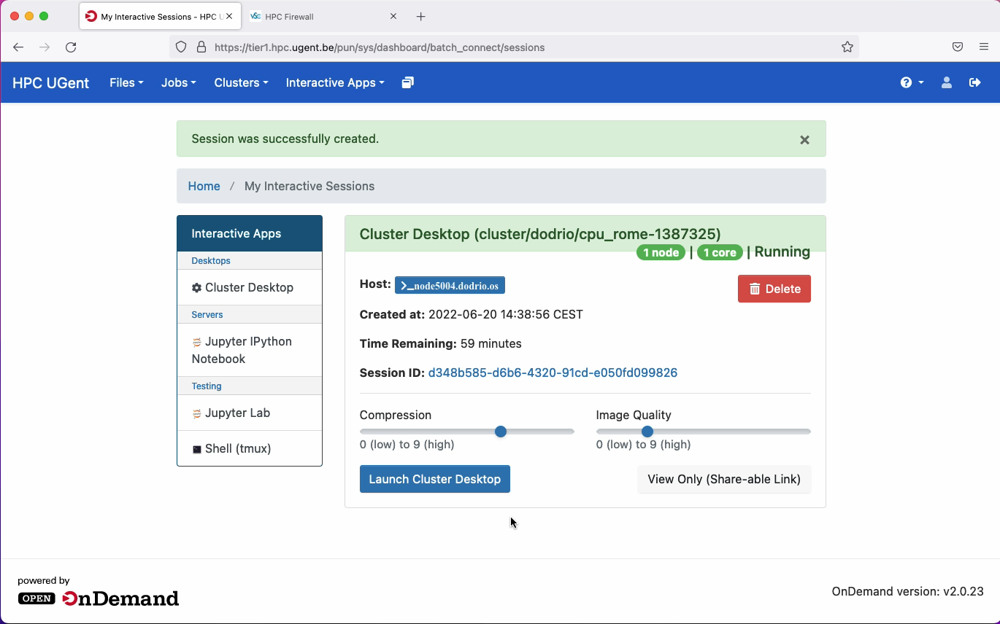 My Interactive Sessions - HPC U
HPC Firewall
https://tier1.hpc.ugent.be/pun/sys/dashboard/batch_connect/sessions
HPC UGent
Files
Jobs
Clusters
Interactive Apps
Session was successfully created.
Home / My Interactive Sessions
Interactive Apps
Desktops
Cluster Desktop
Servers
Jupyter IPython
Notebook
Testing
Jupyter Lab
Shell (tmux)
Cluster Desktop (cluster/dodrio/cpu_rome-1387325)
1 node | 1 core | Running
Host: >_node5004.dodrio.os
Delete
Created at: 2022-06-20 14:38:56 CEST
Time Remaining: 59 minutes
Session ID: d348b585-d6b6-4320-91cd-e050fd099826
Compression
0 (low) to 9 (high)
Image Quality
0 (low) to 9 (high)
Launch Cluster Desktop
View Only (Share-able Link)
powered by
OPEN OnDemand
OnDemand version: v2.0.23